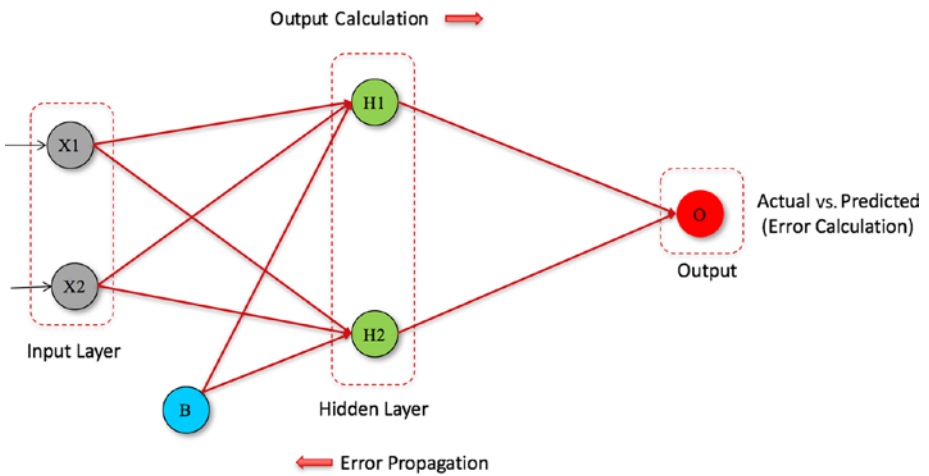 Output Calculation
H1
X1
Actual vs. Predicted
(Error Calculation)
O
Output
X2
H2
Input Layer
B
Hidden Layer
Error Propagation